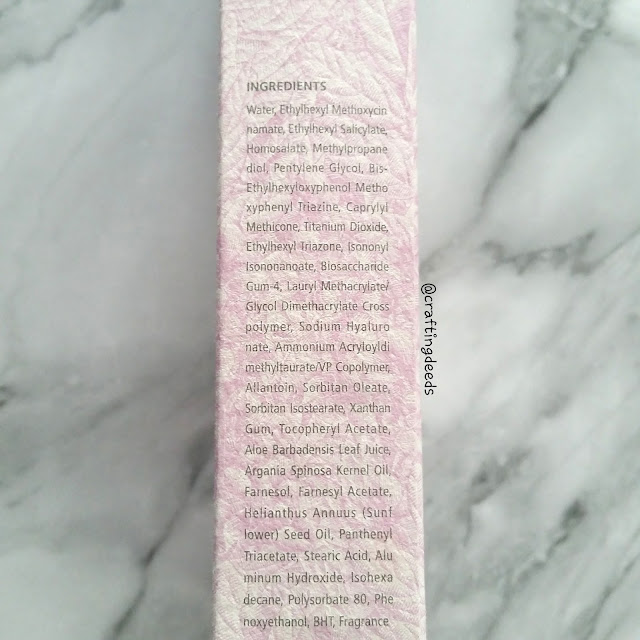 INGREDIENTS
Water, Ethylhexyl Methoxycin
namate, Ethylhexyl Salicylate,
Homosalate, Methylpropane
diol, Pentylene Glycol, Bis-
Ethylhexyloxyphenol Metho
xyphenyl Triazine, Caprylyl
Methicone, Titanium Dioxide,
Ethylhexyl Triazone, Isononyl
Isononanoate, Biosaccharide
Gum-4, Lauryl Methacrylate/
Glycol Dimethacrylate Cross
polymer, Sodium Hyaluro
nate, Ammonium Acryloyldi
methyltaurate/VP Copolymer,
Allantoin, Sorbitan Oleate,
Sorbitan Isostearate, Xanthan
Gum, Tocopheryl Acetate,
Aloe Barbadensis Leaf Juice,
Argania Spinosa Kernel Oil,
Farnesol, Farnesyl Acetate,
Helianthus Annuus (Sunf
lower) Seed Oil, Panthenyl
Triacetate, Stearic Acid, Alu
minum Hydroxide, Isohexa
decane, Polysorbate 80, Phe
noxyethanol, BHT, Fragrance
@craftingdeeds